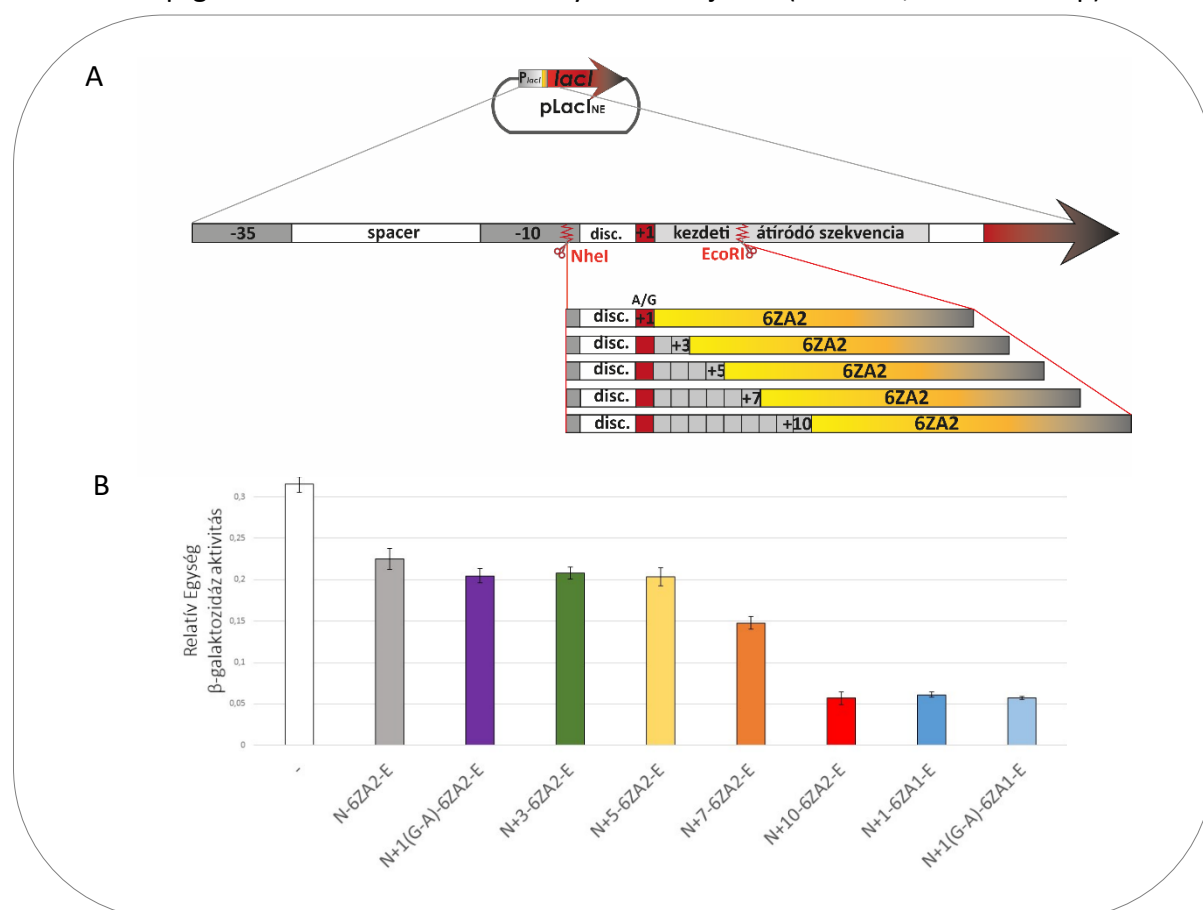 A
PlacI lacI
pLacINE
-35 spacer -10 disc. +1 kezdeti átíródó szekvencia
NheI EcoRI
A/G
disc. +1 6ZA2
disc. +3 6ZA2
disc. +5 6ZA2
disc. +7 6ZA2
disc. +10 6ZA2
B
Relatív Egység
β-galaktozidáz aktivitás
0,3
0,25
0,2
0,15
0,1
0,05
0
-
N-6ZA2-E
N+1(G-A)-6ZA2-E
N+3-6ZA2-E
N+5-6ZA2-E
N+7-6ZA2-E
N+10-6ZA2-E
N+1-6ZA1-E
N+1(G-A)-6ZA1-E